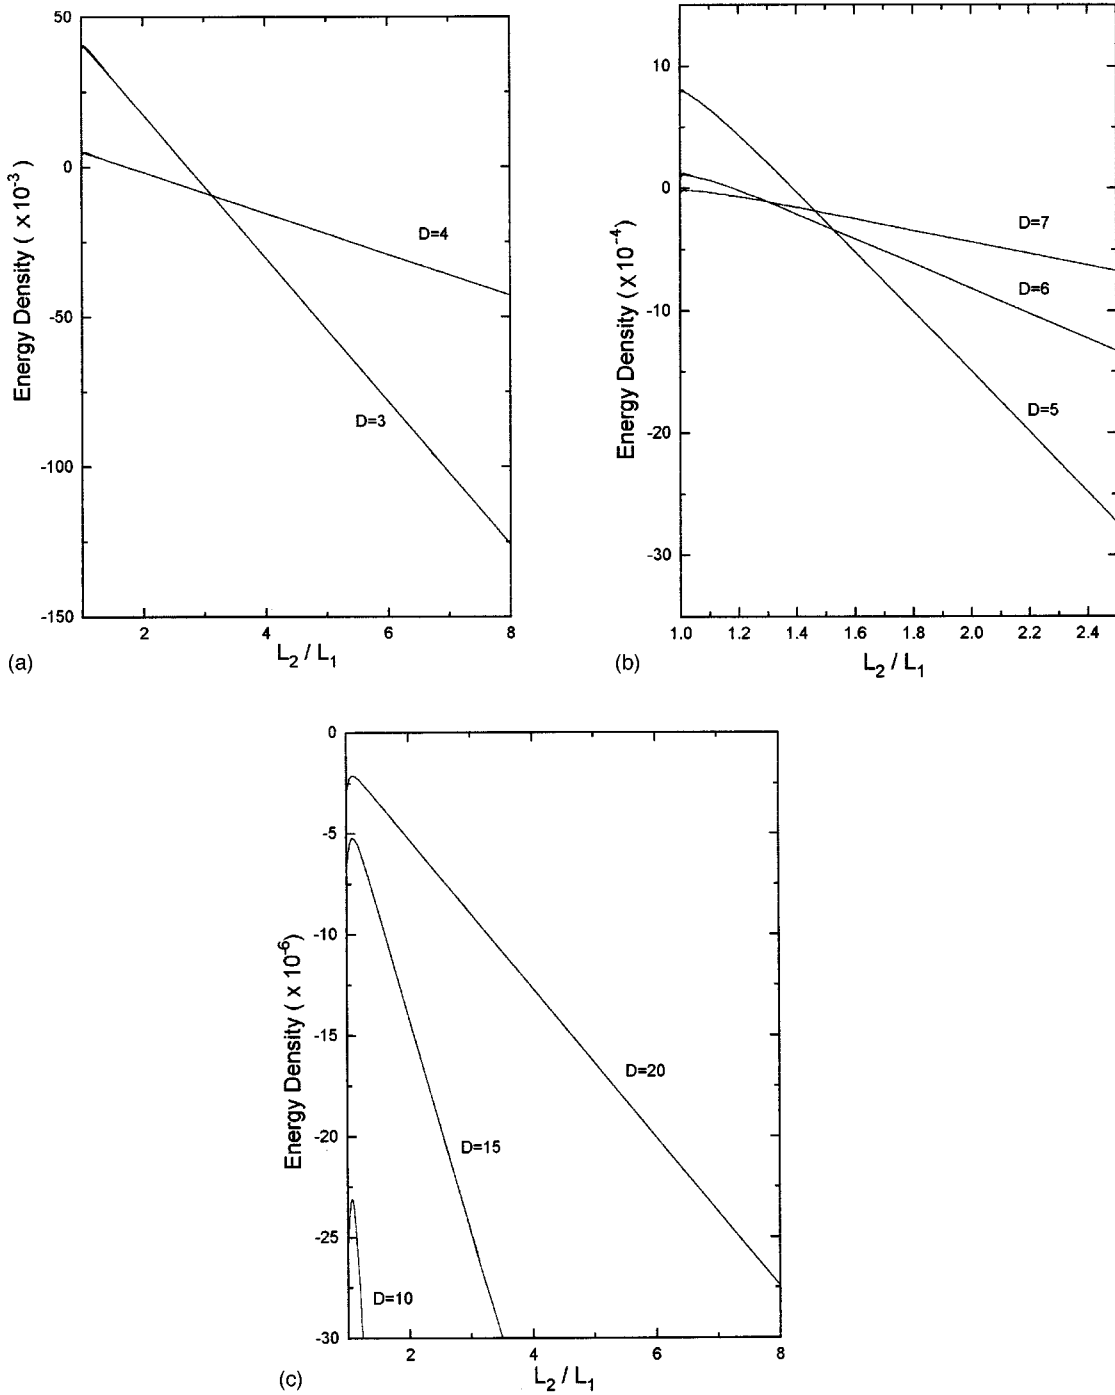 50
25
0
-50
-100
-150
Energy Density ( x 10⁻³)
D=4
D=3
2 4 6 8
L₂ / L₁
(a)
10
0
-10
-20
-30
Energy Density ( x 10⁻⁴)
D=7
D=6
D=5
1.0 1.2 1.4 1.6 1.8 2.0 2.2 2.4
L₂ / L₁
(b)
0
-5
-10
-15
-20
-25
-30
Energy Density ( x 10⁻⁶)
D=20
D=15
D=10
2 4 6 8
L₂ / L₁
(c)